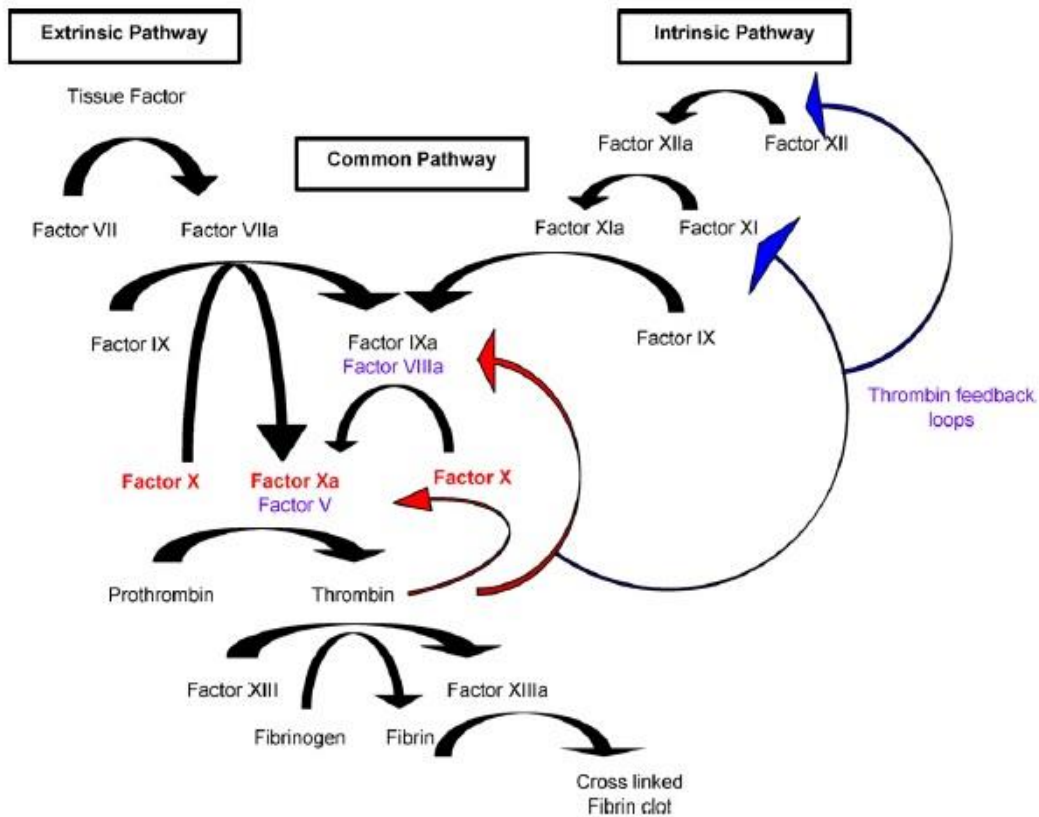 Extrinsic Pathway
Intrinsic Pathway
Tissue Factor
Factor XIIa
Factor XII
Common Pathway
Factor VII
Factor VIIa
Factor XIa
Factor XI
Factor IX
Factor IXa
Factor VIIIa
Factor IX
Thrombin feedback
loops
Factor X
Factor Xa
Factor V
Factor X
Prothrombin
Thrombin
Factor XIII
Factor XIIIa
Fibrinogen
Fibrin
Cross linked
Fibrin clot